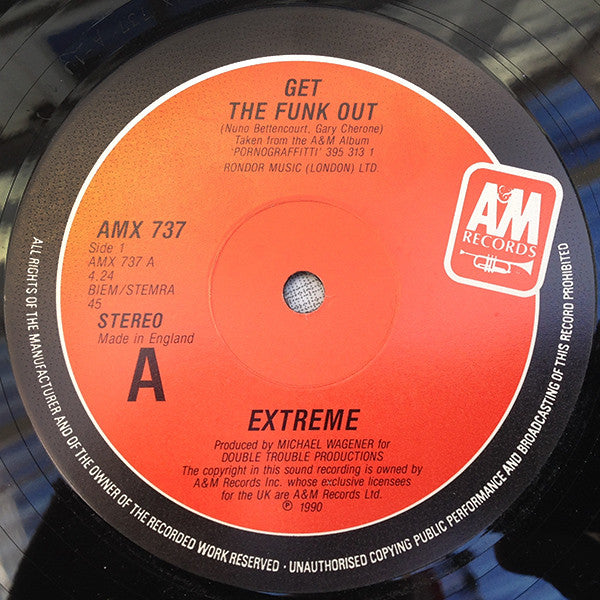 GET
THE FUNK OUT
(Nuno Bettencourt, Gary Cherone)
Taken from the A&M Album
'PORNOGRAFFITTI' 395 313 1
RONDOR MUSIC (LONDON) LTD.
A&M
RECORDS
AMX 737
Side 1
AMX 737 A
4.24
BIEM/STEMRA
45
STEREO
Made in England
A
EXTREME
Produced by MICHAEL WAGENER for
DOUBLE TROUBLE PRODUCTIONS
The copyright in this sound recording is owned by
A&M Records Inc. whose exclusive licensees
for the UK are A&M Records Ltd.
℗ 1990
ALL RIGHTS OF THE MANUFACTURER AND OF THE OWNER OF THE RECORDED WORK RESERVED · UNAUTHORISED COPYING PUBLIC PERFORMANCE AND BROADCASTING OF THIS RECORD PROHIBITED